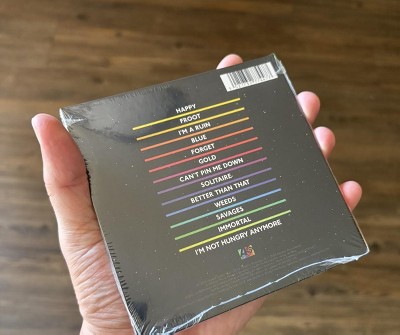 HAPPY
FROOT
I'M A RUIN
BLUE
FORGET
GOLD
CAN'T PIN ME DOWN
SOLITAIRE
BETTER THAN THAT
WEEDS
SAVAGES
IMMORTAL
I'M NOT HUNGRY ANYMORE